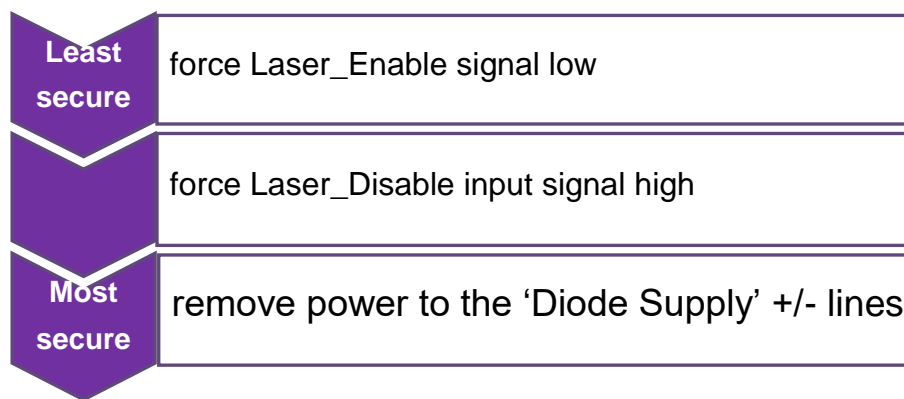 Least
secure
force Laser_Enable signal low
force Laser_Disable input signal high
Most
secure
remove power to the ‘Diode Supply’ +/- lines